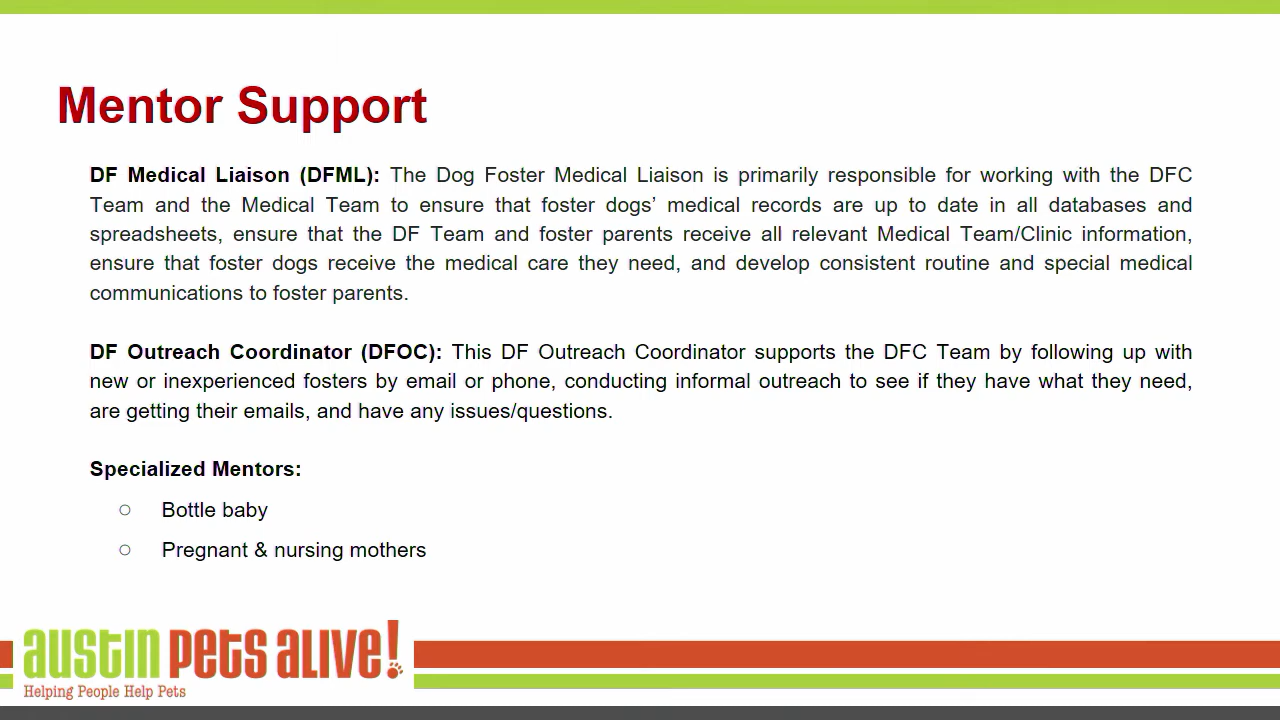 Mentor Support
DF Medical Liaison (DFML): The Dog Foster Medical Liaison is primarily responsible for working with the DFC
Team and the Medical Team to ensure that foster dogs’ medical records are up to date in all databases and
spreadsheets, ensure that the DF Team and foster parents receive all relevant Medical Team/Clinic information,
ensure that foster dogs receive the medical care they need, and develop consistent routine and special medical
communications to foster parents.
DF Outreach Coordinator (DFOC): This DF Outreach Coordinator supports the DFC Team by following up with
new or inexperienced fosters by email or phone, conducting informal outreach to see if they have what they need,
are getting their emails, and have any issues/questions.
Specialized Mentors:
Bottle baby
Pregnant & nursing mothers
austin pets alive!
Helping People Help Pets